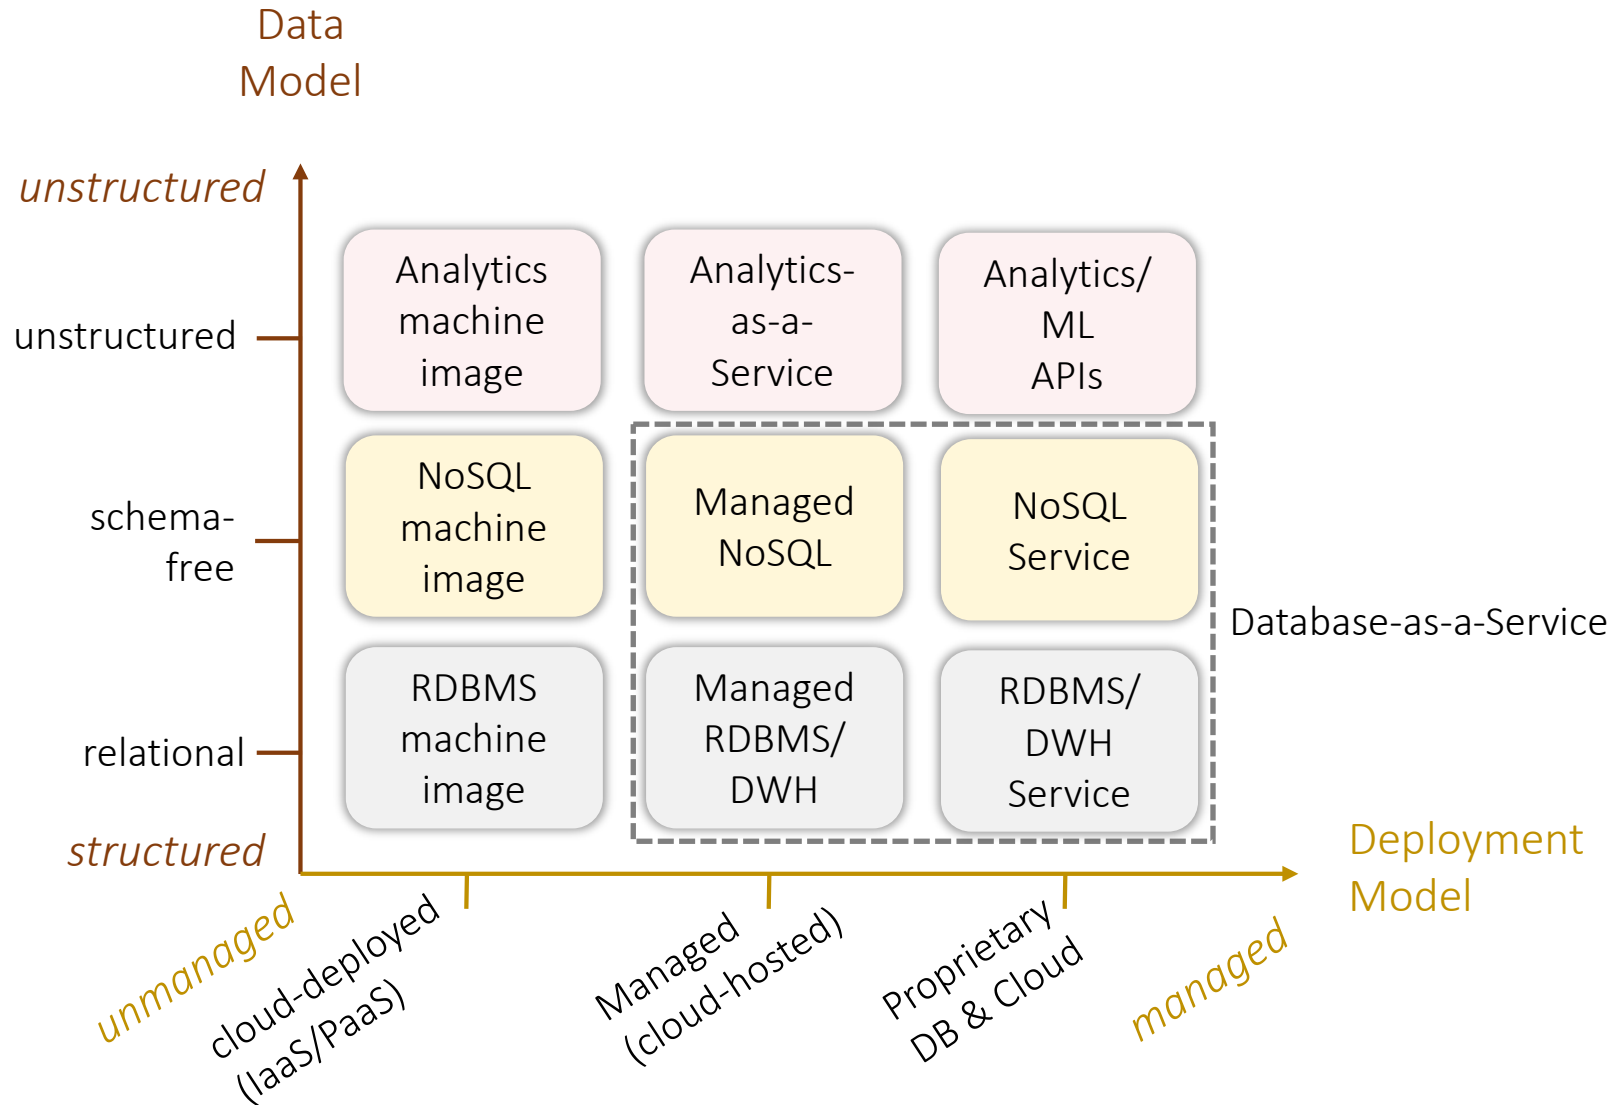 Data
Model
unstructured
Analytics
machine
image
Analytics-
as-a-
Service
Analytics/
ML
APIs
unstructured
NoSQL
machine
image
Managed
NoSQL
NoSQL
Service
schema-
free
Database-as-a-Service
RDBMS
machine
image
Managed
RDBMS/
DWH
RDBMS/
DWH
Service
relational
structured
Deployment
Model
unmanaged
cloud-deployed
(IaaS/PaaS)
Managed
(cloud-hosted)
Proprietary
DB & Cloud
managed